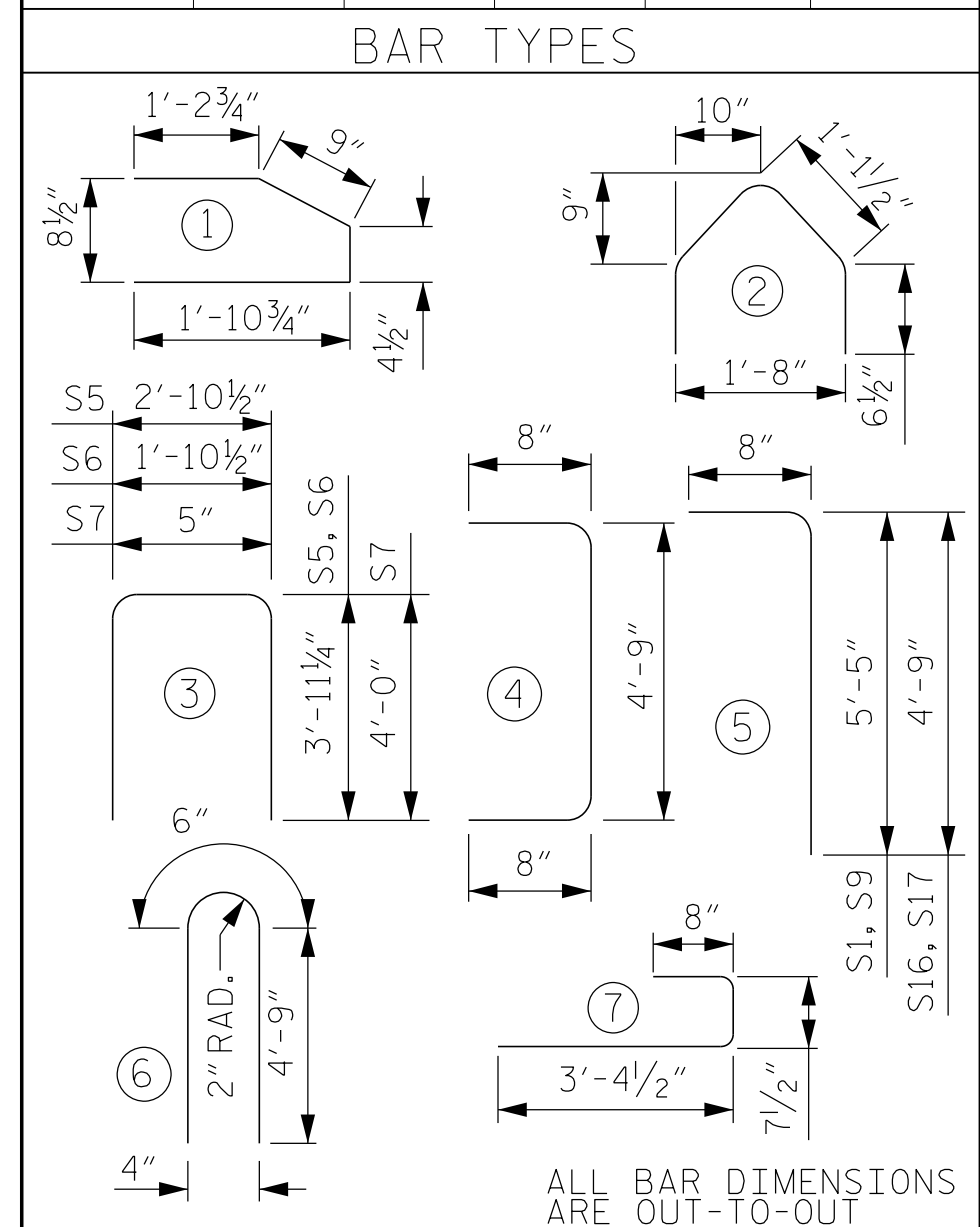 BAR TYPES
1'-2¾"
9"
8½"
1
1'-10¾"
4½"
10"
1'-1½"
9"
2
1'-8"
6½"
S5 2'-10½"
S6 1'-10½"
S7 5"
S5, S6
S7
3
3'-11¼"
4'-0"
8"
4
4'-9"
8"
8"
5
5'-5"
4'-9"
S1, S9
S16, S17
6"
2" RAD.
4'-9"
6
4"
8"
7
3'-4½"
7½"
ALL BAR DIMENSIONS
ARE OUT-TO-OUT